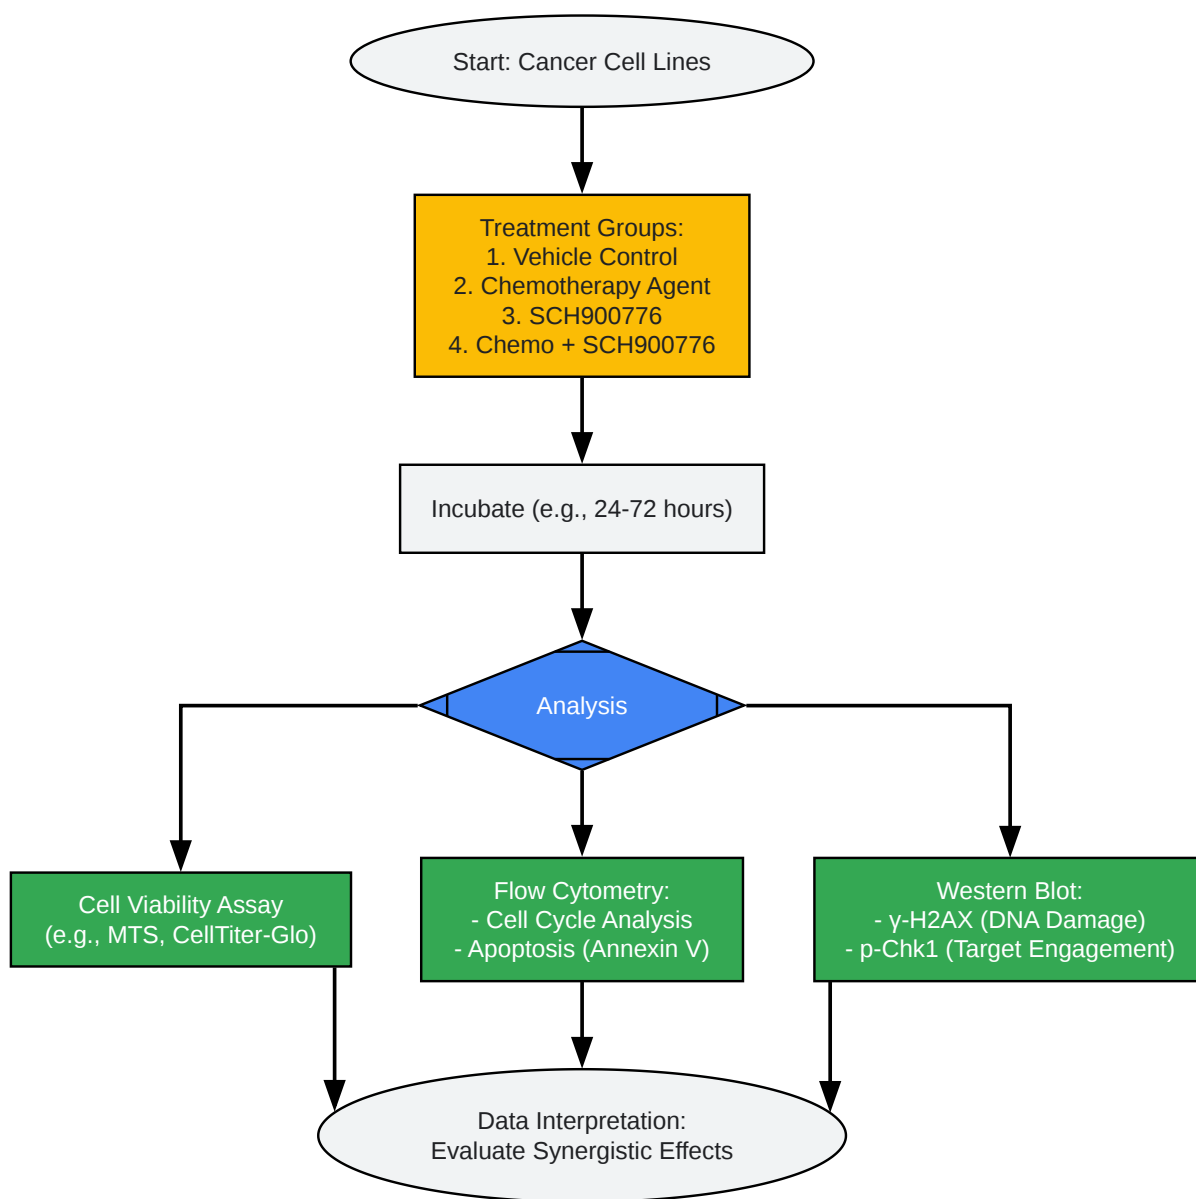 Start: Cancer Cell Lines
Treatment Groups:
1. Vehicle Control
2. Chemotherapy Agent
3. SCH900776
4. Chemo + SCH900776
Incubate (e.g., 24-72 hours)
Analysis
Cell Viability Assay
(e.g., MTS, CellTiter-Glo)
Flow Cytometry:
- Cell Cycle Analysis
- Apoptosis (Annexin V)
Western Blot:
- γ-H2AX (DNA Damage)
- p-Chk1 (Target Engagement)
Data Interpretation:
Evaluate Synergistic Effects